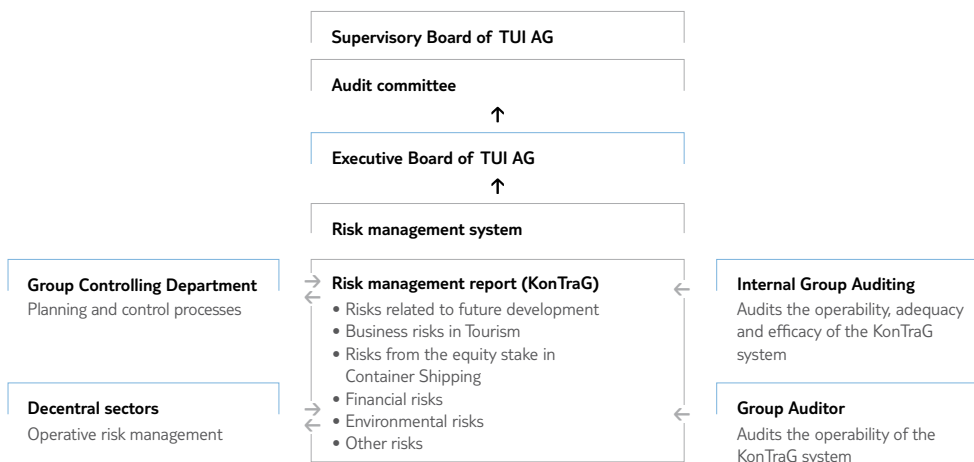 Supervisory Board of TUI AG
Audit committee
↑
Executive Board of TUI AG
↑
Risk management system
Group Controlling Department
Planning and control processes
Decentral sectors
Operative risk management
→
←
→
←
Risk management report (KonTraG)
• Risks related to future development
• Business risks in Tourism
• Risks from the equity stake in
Container Shipping
• Financial risks
• Environmental risks
• Other risks
←
←
Internal Group Auditing
Audits the operability, adequacy
and efficacy of the KonTraG
system
Group Auditor
Audits the operability of the
KonTraG system